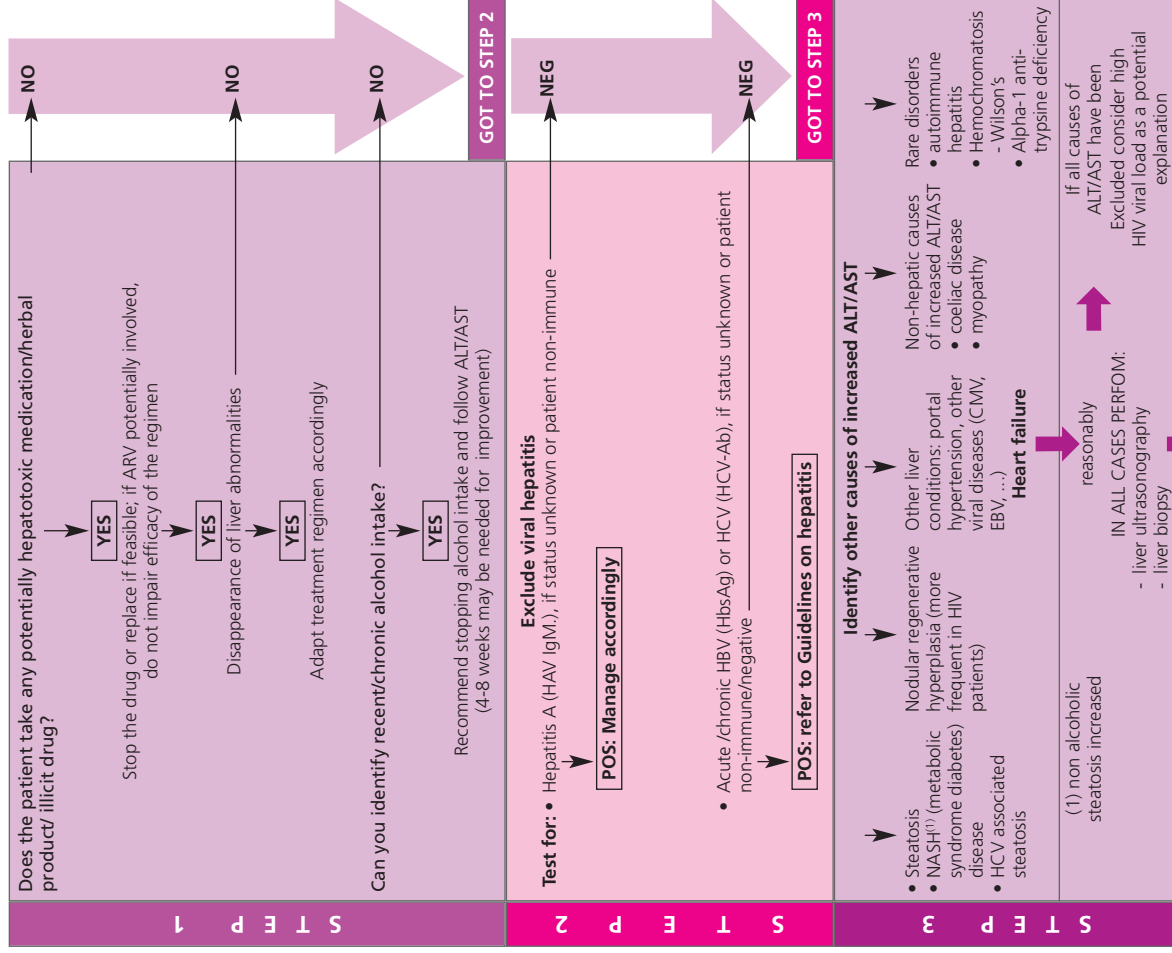 STEP 1
Does the patient take any potentially hepatotoxic medication/herbal
product/ illicit drug?
NO
YES
Stop the drug or replace if feasible; if ARV potentially involved,
do not impair efficacy of the regimen
YES
Disappearance of liver abnormalities
NO
YES
Adapt treatment regimen accordingly
Can you identify recent/chronic alcohol intake?
NO
YES
Recommend stopping alcohol intake and follow ALT/AST
(4-8 weeks may be needed for improvement)
GOT TO STEP 2
STEP 2
Exclude viral hepatitis
Test for: • Hepatitis A (HAV IgM.), if status unknown or patient non-immune
NEG
POS: Manage accordingly
• Acute /chronic HBV (HbsAg) or HCV (HCV-Ab), if status unknown or patient
non-immune/negative
NEG
POS: refer to Guidelines on hepatitis
GOT TO STEP 3
STEP 3
Identify other causes of increased ALT/AST
• Steatosis
• NASH(1) (metabolic
syndrome diabetes)
disease
• HCV associated
steatosis
Nodular regenerative
hyperplasia (more
frequent in HIV
patients)
Other liver
conditions: portal
hypertension, other
viral diseases (CMV,
EBV, ...)
Heart failure
Non-hepatic causes
of increased ALT/AST
• coeliac disease
• myopathy
Rare disorders
• autoimmune
hepatitis
• Hemochromatosis
- Wilson's
• Alpha-1 anti-
trypsine deficiency
(1) non alcoholic
steatosis increased
reasonably
IN ALL CASES PERFOM:
- liver ultrasonography
- liver biopsy
If all causes of
ALT/AST have been
Excluded consider high
HIV viral load as a potential
explanation